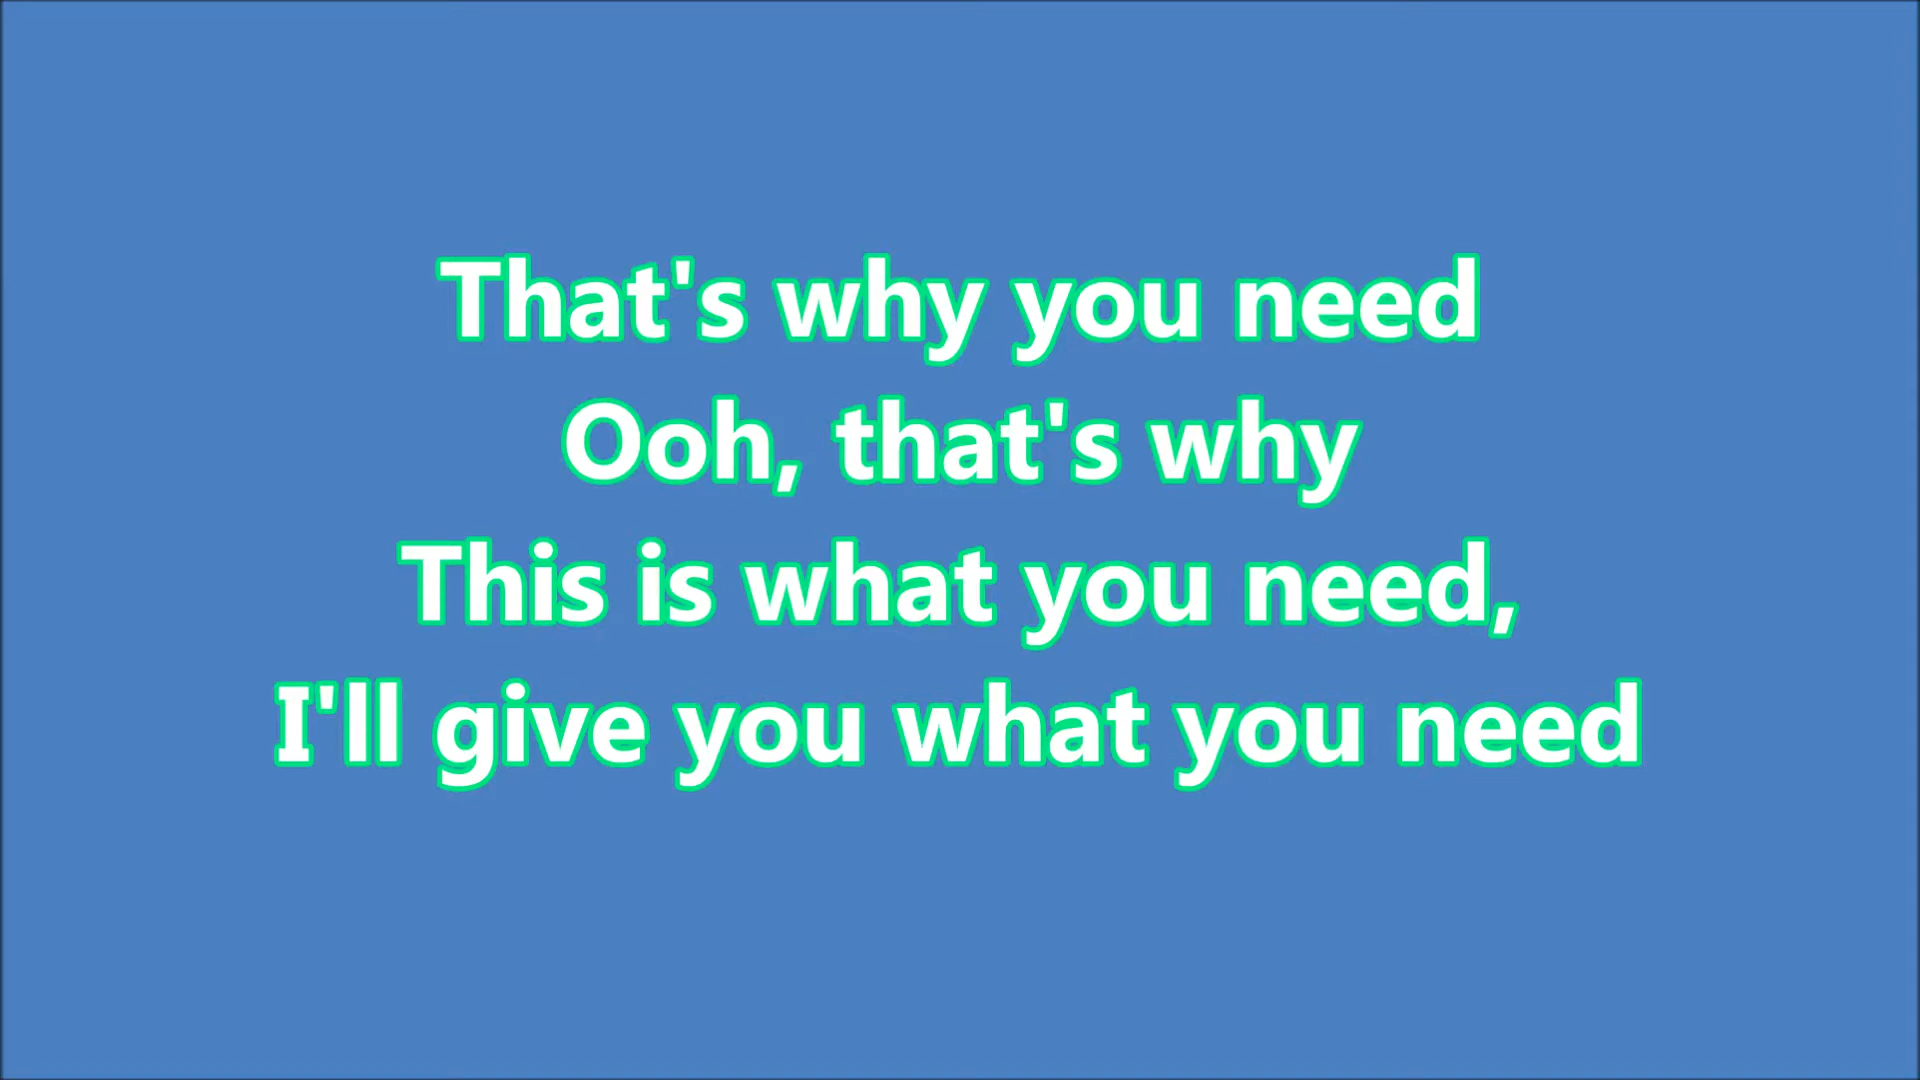 That's why you need
Ooh, that's why
This is what you need,
I'll give you what you need